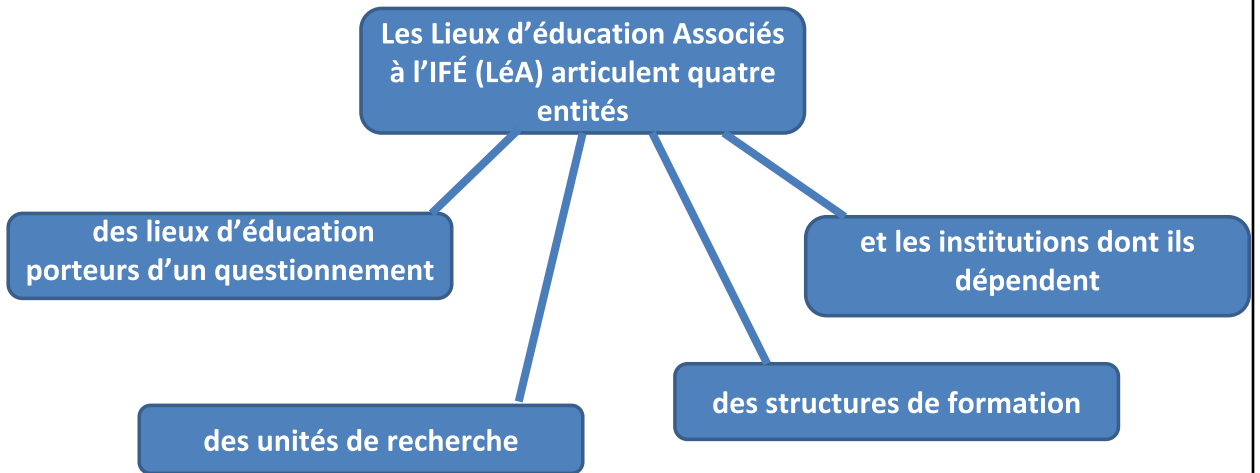 Les Lieux d’éducation Associés
à l’IFÉ (LéA) articulent quatre
entités
des lieux d’éducation
porteurs d’un questionnement
et les institutions dont ils
dépendent
des structures de formation
des unités de recherche